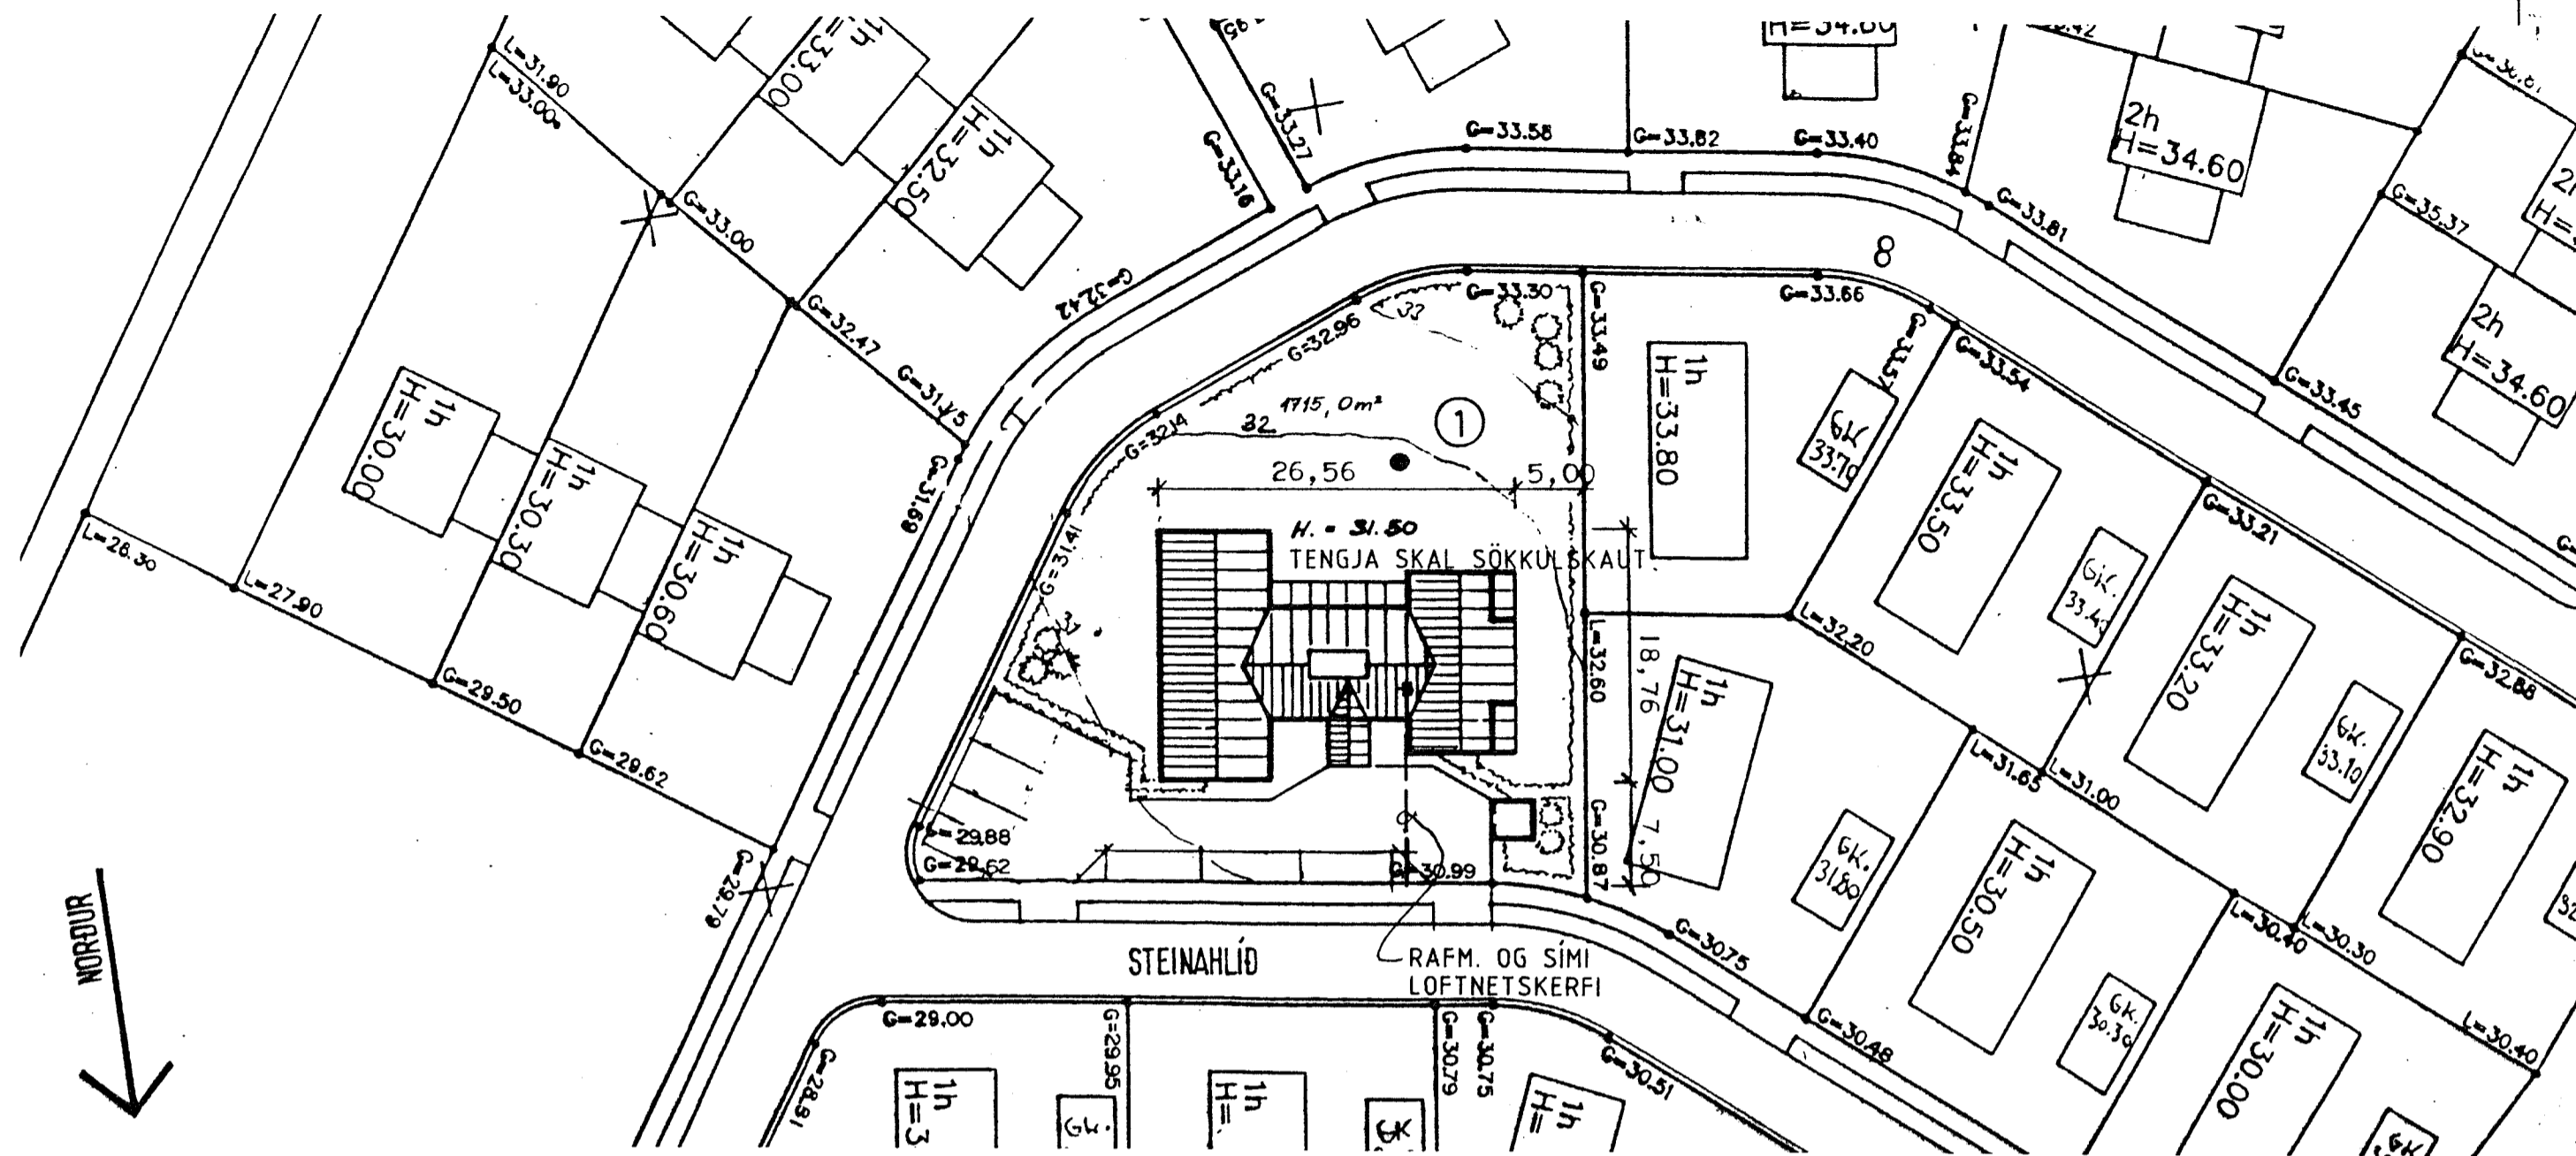 L=31.90
L=33.00
1h
H=33.00
1h
H=32.50
G=33.27
G=33.16
G=33.58
G=33.82
G=33.40
G=33.84
G=33.81
H=34.60
2h
H=34.60
G=35.37
2h
H=34.60
G=33.00
G=32.47
G=32.42
G=33.30
G=33.49
G=33.66
8
G=33.57
G=33.54
G=33.45
G=32.96
33
G=32.14
32
1715,0m²
1
26,56
5,00
1h
H=33.80
GK
33.70
1h
H=33.50
G=33.21
1h
H=30.00
1h
H=30.30
1h
H=30.60
G=31.69
G=31.41
H. = 31.50
TENGJA SKAL SÖKKULSKAUT.
L=28.30
L=27.90
G=29.50
G=29.62
L=32.60
18,76
L=32.20
GK.
33.40
1h
H=33.20
G=32.88
1h
H=31.00
L=31.65
L=31.00
GK.
33.10
1h
H=32.90
G=29.88
G=29.62
G=30.99
G=30.87
7,50
GK.
31.80
1h
H=30.50
L=30.40
L=30.30
G=29.79
NORÐUR
STEINAHLÍÐ
RAFM. OG SÍMI
LOFTNETSKERFI
G=30.75
G=30.48
GK.
30.30
1h
H=30.00
L=30.40
G=29.00
G=28.91
G=29.95
G=30.79
G=30.75
G=30.51
1h
H=3
1h
H=
GK
1h
H=
GK